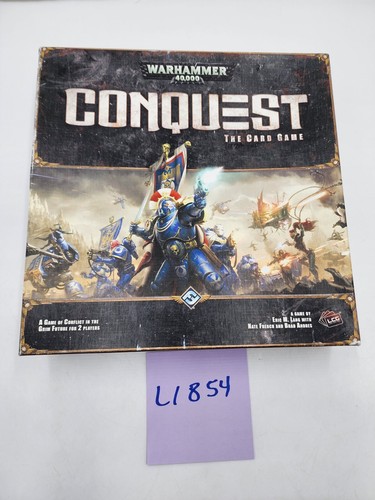 WARHAMMER
40,000
CONQUEST
THE CARD GAME
A GAME OF CONFLICT IN THE
GRIM FUTURE FOR 2 PLAYERS
A GAME BY
ERIC M. LANG WITH
NATE FRENCH AND BRAD ANDRES
LCG
L1854